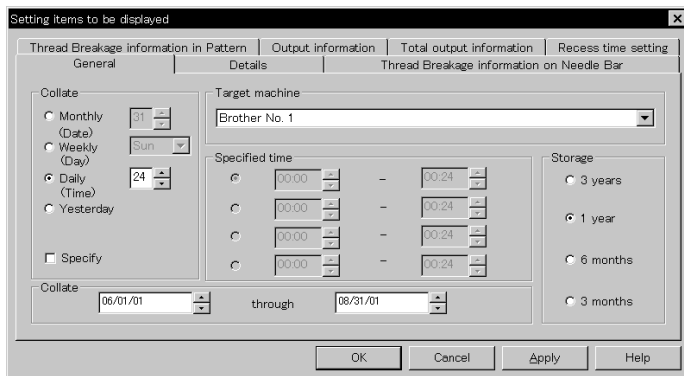 Setting items to be displayed
Thread Breakage information in Pattern Output information Total output information Recess time setting
General Details Thread Breakage information on Needle Bar
Collate
Monthly (Date) 31
Weekly (Day) Sun
Daily (Time) 24
Yesterday
Specify
Target machine
Brother No. 1
Specified time
00:00 – 00:24
00:00 – 00:24
00:00 – 00:24
00:00 – 00:24
Storage
3 years
1 year
6 months
3 months
Collate
06/01/01 through 08/31/01
OK Cancel Apply Help